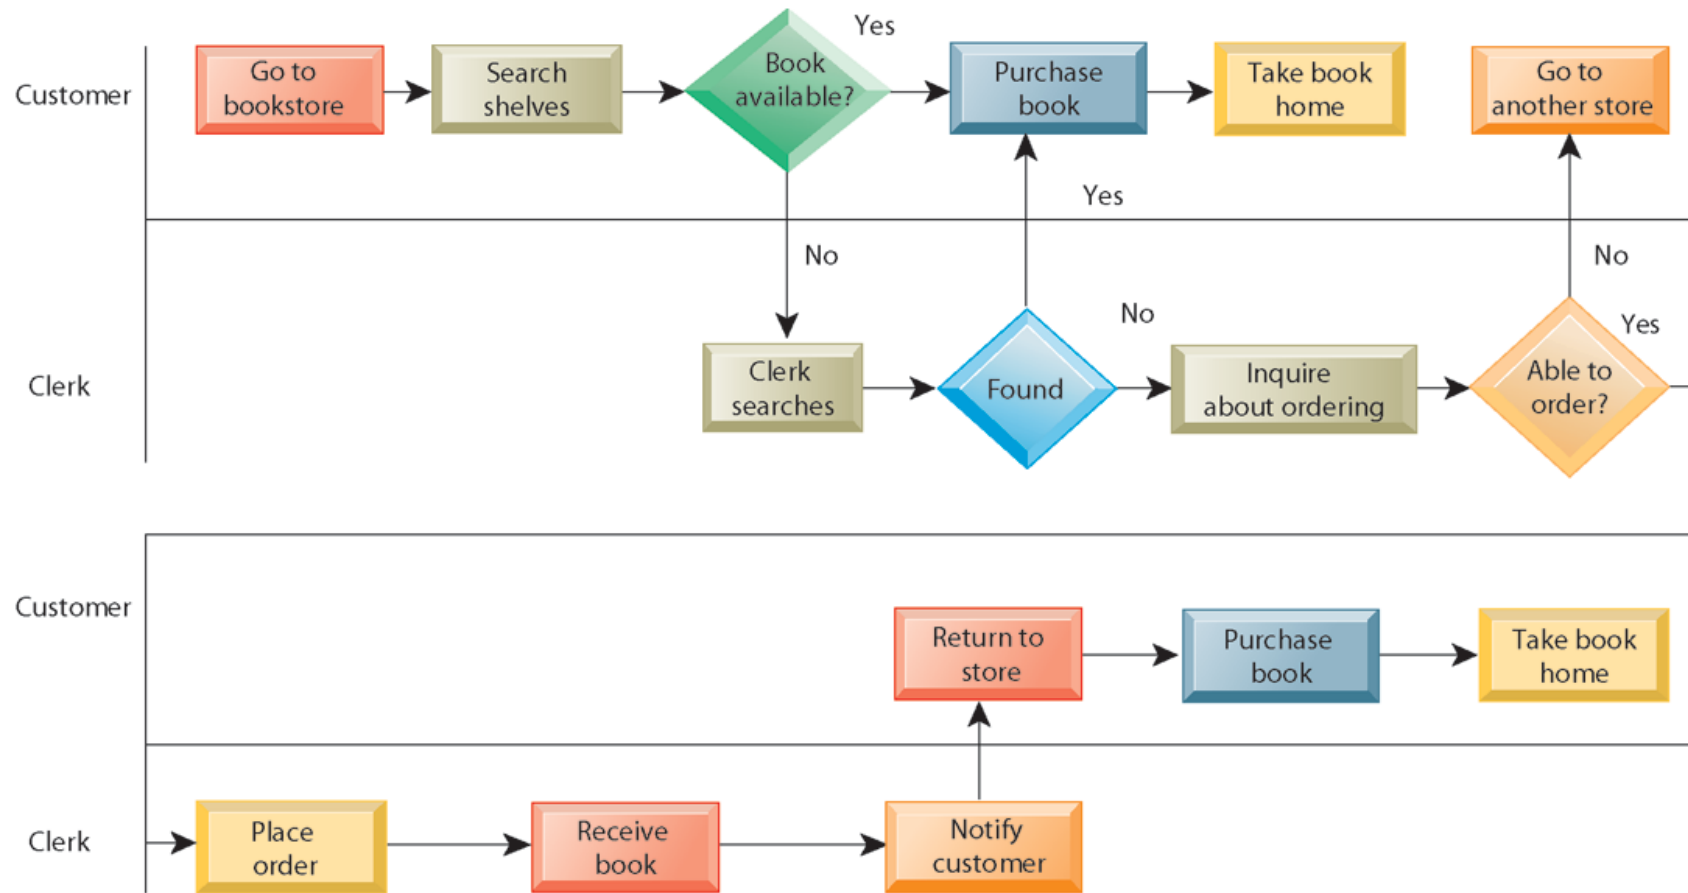 Yes
Customer
Go to
bookstore
Search
shelves
Book
available?
Purchase
book
Take book
home
Go to
another store
Yes
No
No
No
Yes
Clerk
Clerk
searches
Found
Inquire
about ordering
Able to
order?
Customer
Return to
store
Purchase
book
Take book
home
Clerk
Place
order
Receive
book
Notify
customer